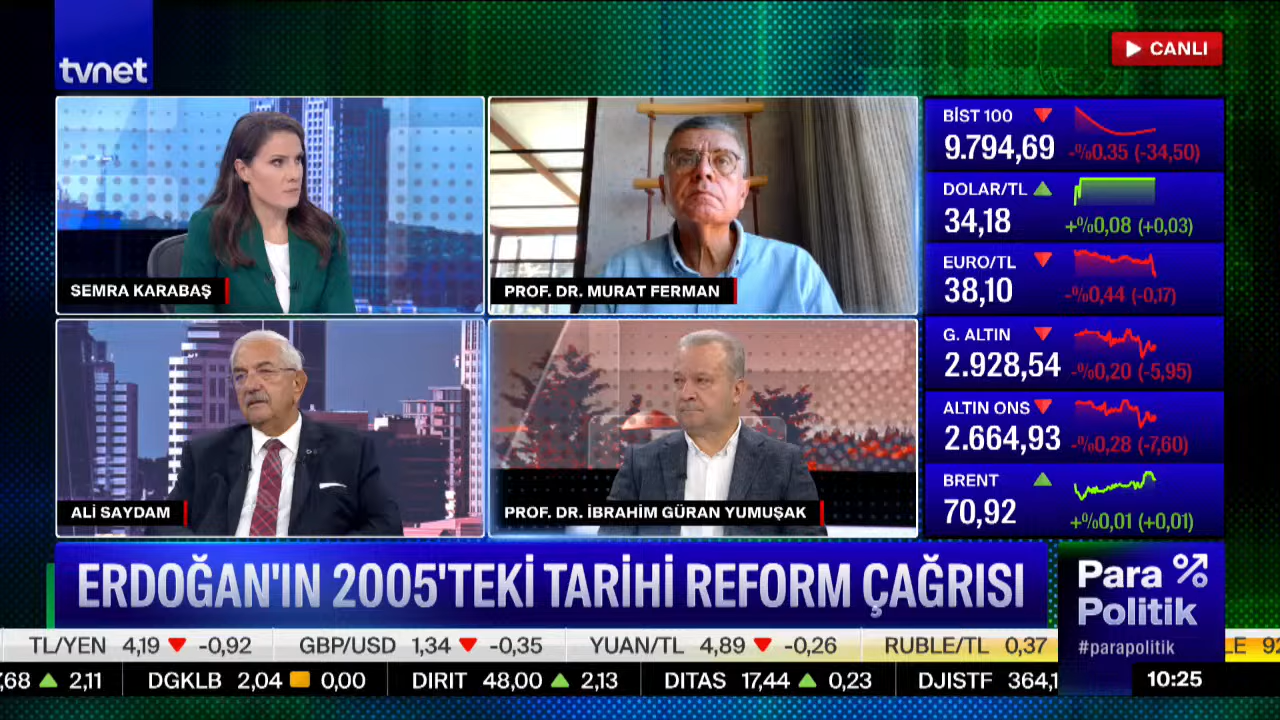 tvnet
CANLI
SEMRA KARABAŞ
PROF. DR. MURAT FERMAN
ALİ SAYDAM
PROF. DR. İBRAHİM GÜRAN YUMUŞAK
BİST 100
9.794,69 -%0.35 (-34,50)
DOLAR/TL
34,18 +%0,08 (+0,03)
EURO/TL
38,10 -%0,44 (-0,17)
G. ALTIN
2.928,54 -%0,20 (-5,95)
ALTIN ONS
2.664,93 -%0,28 (-7,60)
BRENT
70,92 +%0,01 (+0,01)
ERDOĞAN'IN 2005'TEKİ TARİHİ REFORM ÇAĞRISI
Para
Politik
#parapolitik
TL/YEN 4,19 -0,92 GBP/USD 1,34 -0,35 YUAN/TL 4,89 -0,26 RUBLE/TL 0,37 LE 92
,68 2,11 DGKLB 2,04 0,00 DIRIT 48,00 2,13 DITAS 17,44 0,23 DJISTF 364,1
10:25